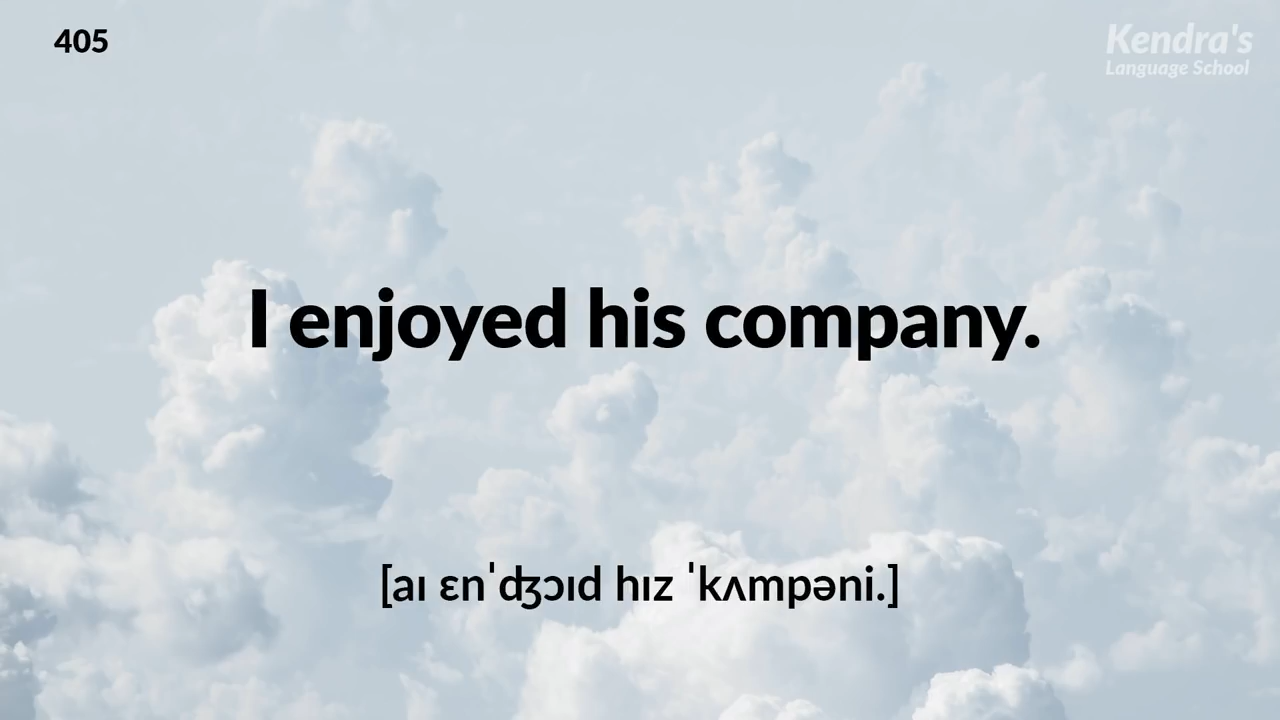 405
Kendra's
Language School
I enjoyed his company.
[aɪ ɛnˈʤɔɪd hɪz ˈkʌmpəni.]